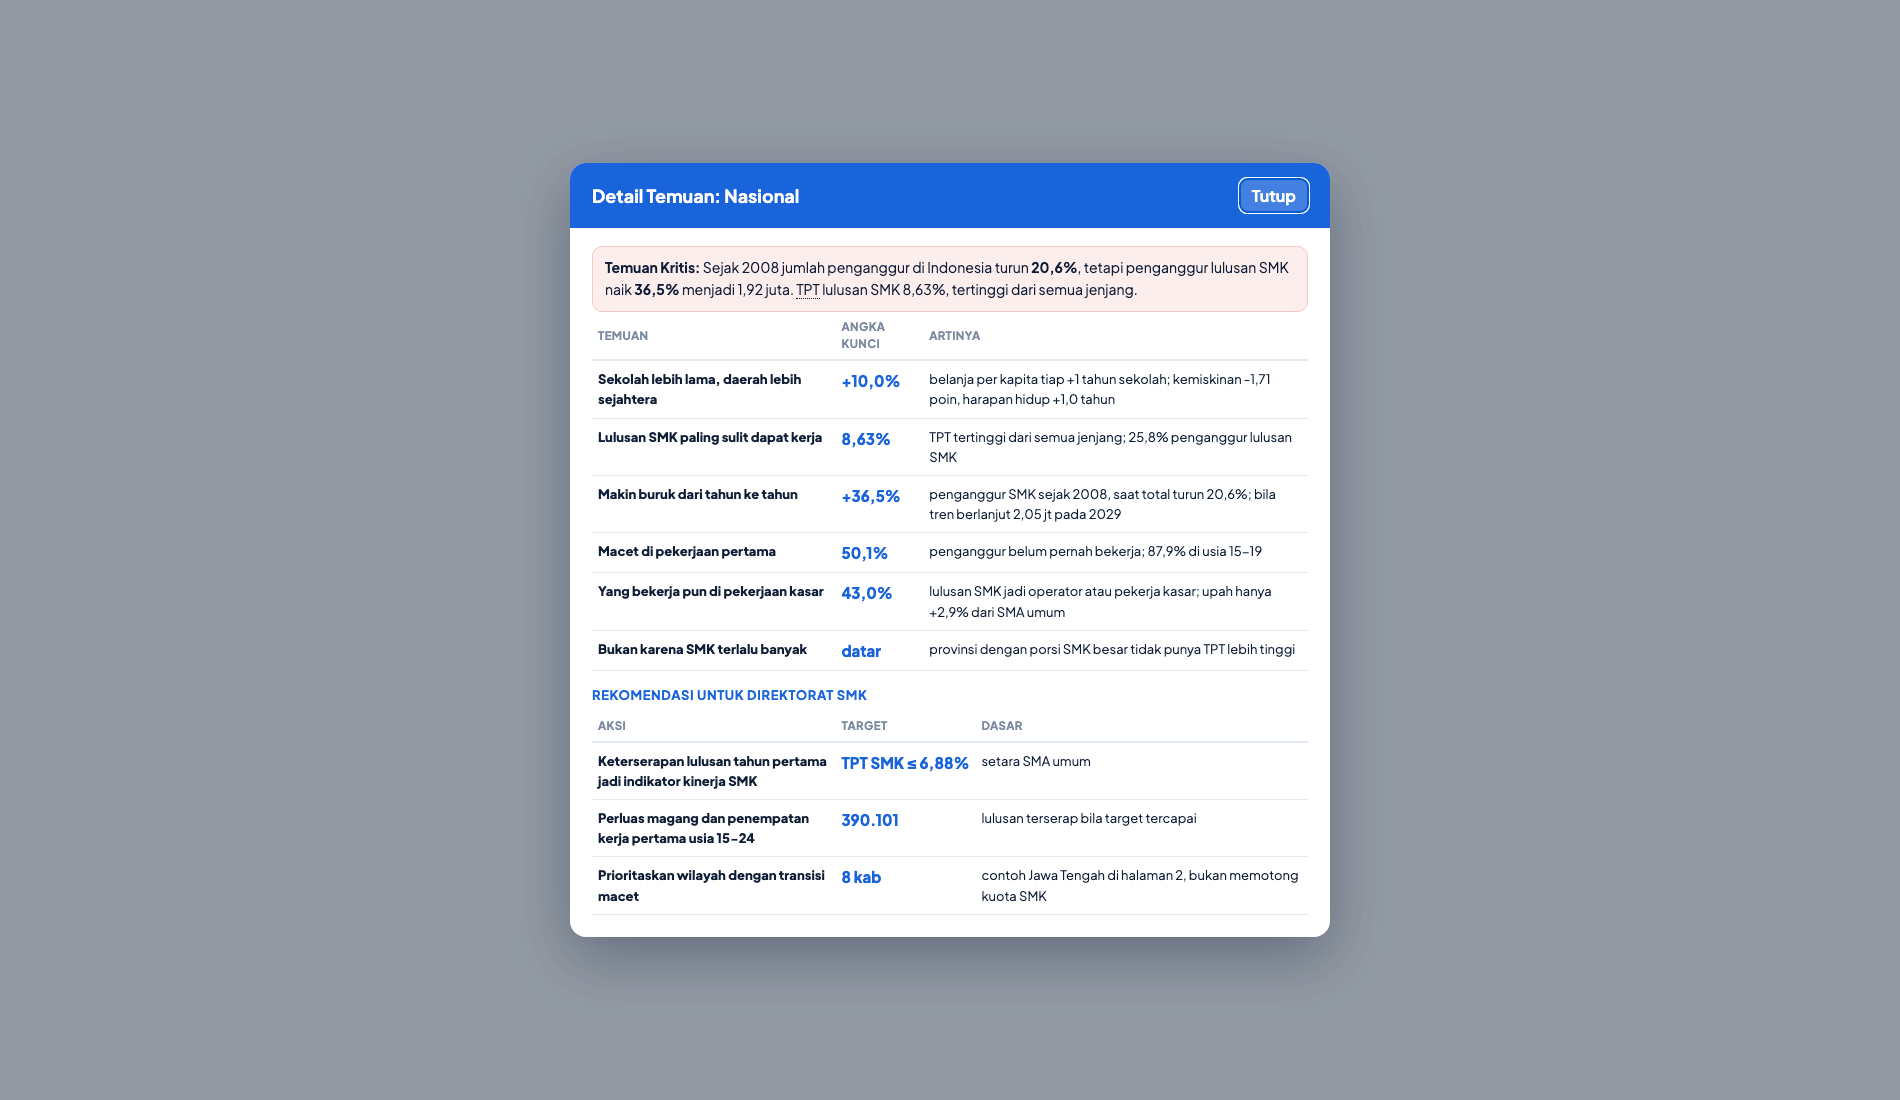 Detail Temuan: Nasional
Tutup
Temuan Kritis: Sejak 2008 jumlah penganggur di Indonesia turun 20,6%, tetapi penganggur lulusan SMK
naik 36,5% menjadi 1,92 juta. TPT lulusan SMK 8,63%, tertinggi dari semua jenjang.
TEMUAN
ANGKA
KUNCI
ARTINYA
Sekolah lebih lama, daerah lebih
sejahtera
+10,0%
belanja per kapita tiap +1 tahun sekolah; kemiskinan -1,71
poin, harapan hidup +1,0 tahun
Lulusan SMK paling sulit dapat kerja
8,63%
TPT tertinggi dari semua jenjang; 25,8% penganggur lulusan
SMK
Makin buruk dari tahun ke tahun
+36,5%
penganggur SMK sejak 2008, saat total turun 20,6%; bila
tren berlanjut 2,05 jt pada 2029
Macet di pekerjaan pertama
50,1%
penganggur belum pernah bekerja; 87,9% di usia 15–19
Yang bekerja pun di pekerjaan kasar
43,0%
lulusan SMK jadi operator atau pekerja kasar; upah hanya
+2,9% dari SMA umum
Bukan karena SMK terlalu banyak
datar
provinsi dengan porsi SMK besar tidak punya TPT lebih tinggi
REKOMENDASI UNTUK DIREKTORAT SMK
AKSI
TARGET
DASAR
Keterserapan lulusan tahun pertama
jadi indikator kinerja SMK
TPT SMK ≤ 6,88%
setara SMA umum
Perluas magang dan penempatan
kerja pertama usia 15–24
390.101
lulusan terserap bila target tercapai
Prioritaskan wilayah dengan transisi
macet
8 kab
contoh Jawa Tengah di halaman 2, bukan memotong
kuota SMK